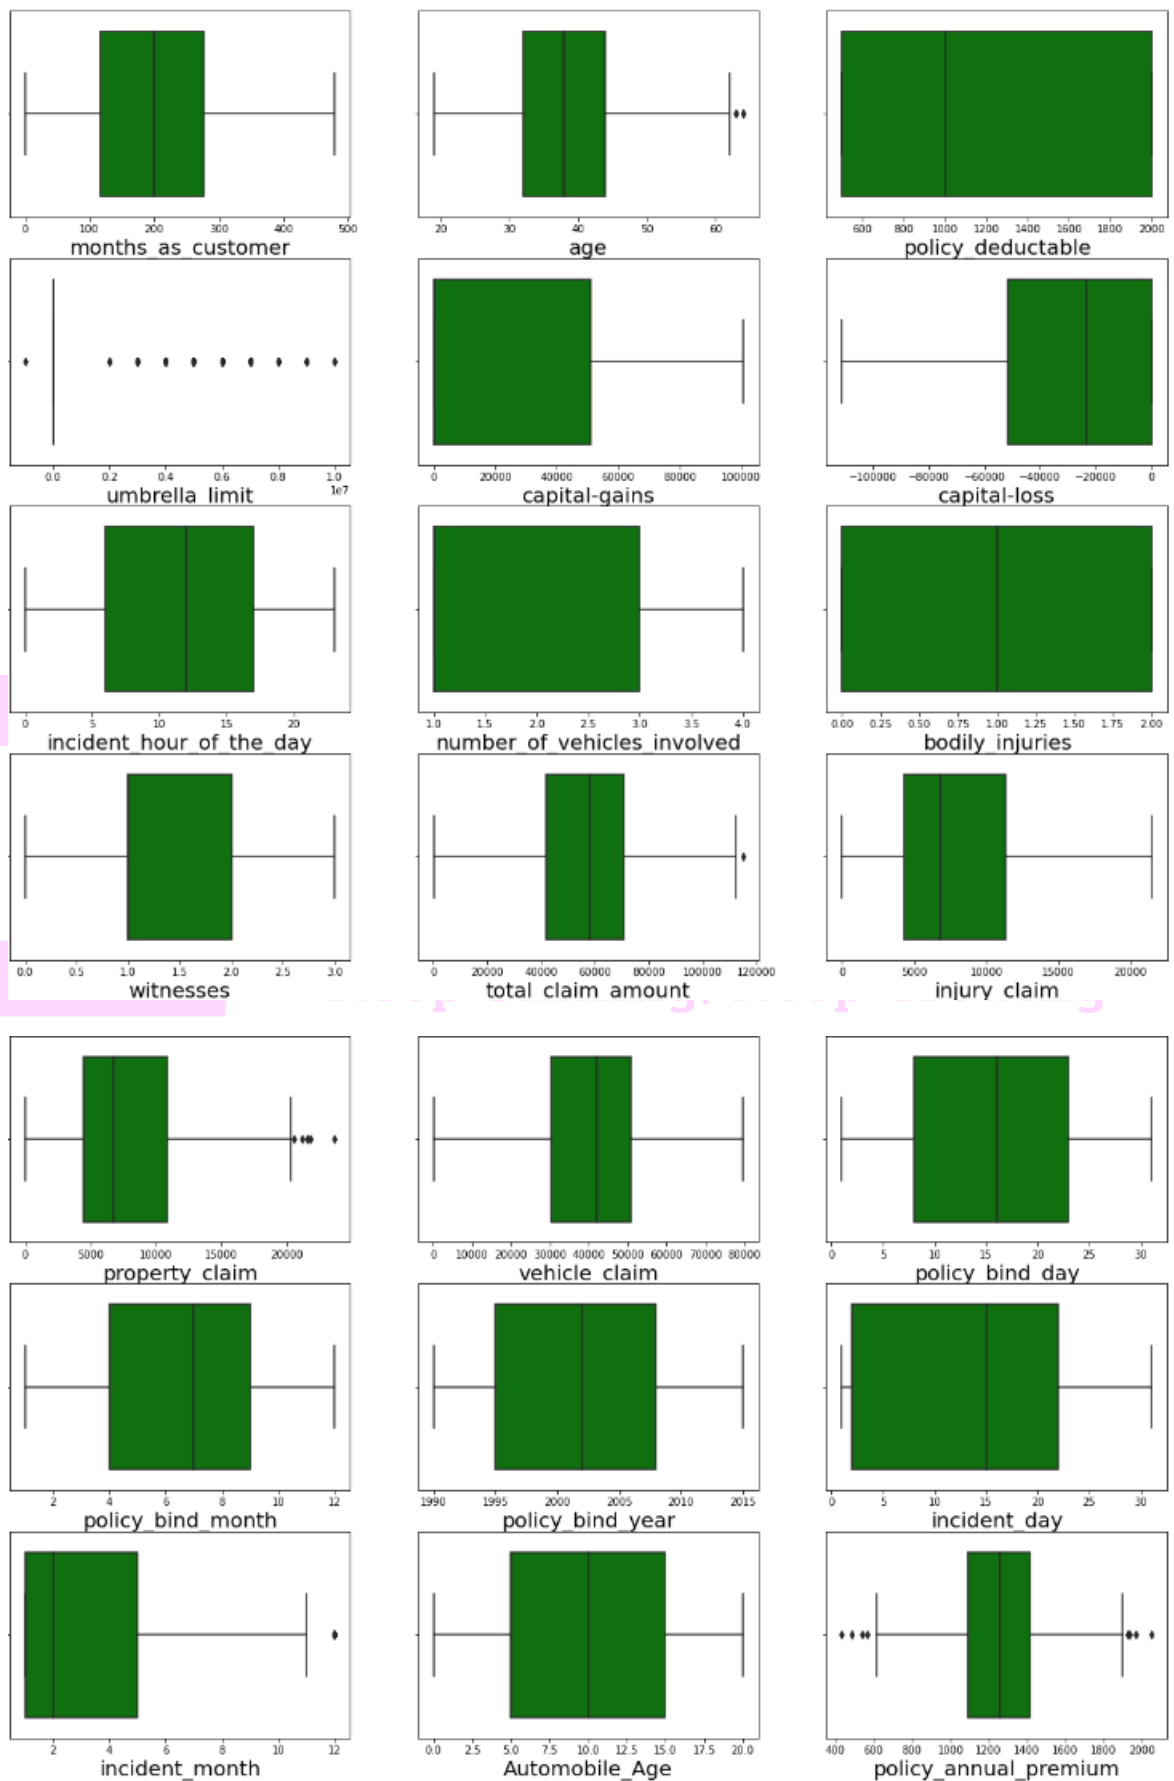 0 100 200 300 400 500
months_as_customer
20 30 40 50 60
age
600 800 1000 1200 1400 1600 1800 2000
policy_deductable
0.0 0.2 0.4 0.6 0.8 1.0
1e7
umbrella_limit
0 20000 40000 60000 80000 100000
capital-gains
−100000 −80000 −60000 −40000 −20000 0
capital-loss
0 5 10 15 20
incident_hour_of_the_day
1.0 1.5 2.0 2.5 3.0 3.5 4.0
number_of_vehicles_involved
0.00 0.25 0.50 0.75 1.00 1.25 1.50 1.75 2.00
bodily_injuries
0.0 0.5 1.0 1.5 2.0 2.5 3.0
witnesses
0 20000 40000 60000 80000 100000 120000
total_claim_amount
0 5000 10000 15000 20000
injury_claim
0 5000 10000 15000 20000
property_claim
0 10000 20000 30000 40000 50000 60000 70000 80000
vehicle_claim
0 5 10 15 20 25 30
policy_bind_day
2 4 6 8 10 12
policy_bind_month
1990 1995 2000 2005 2010 2015
policy_bind_year
0 5 10 15 20 25 30
incident_day
2 4 6 8 10 12
incident_month
0.0 2.5 5.0 7.5 10.0 12.5 15.0 17.5 20.0
Automobile_Age
400 600 800 1000 1200 1400 1600 1800 2000
policy_annual_premium